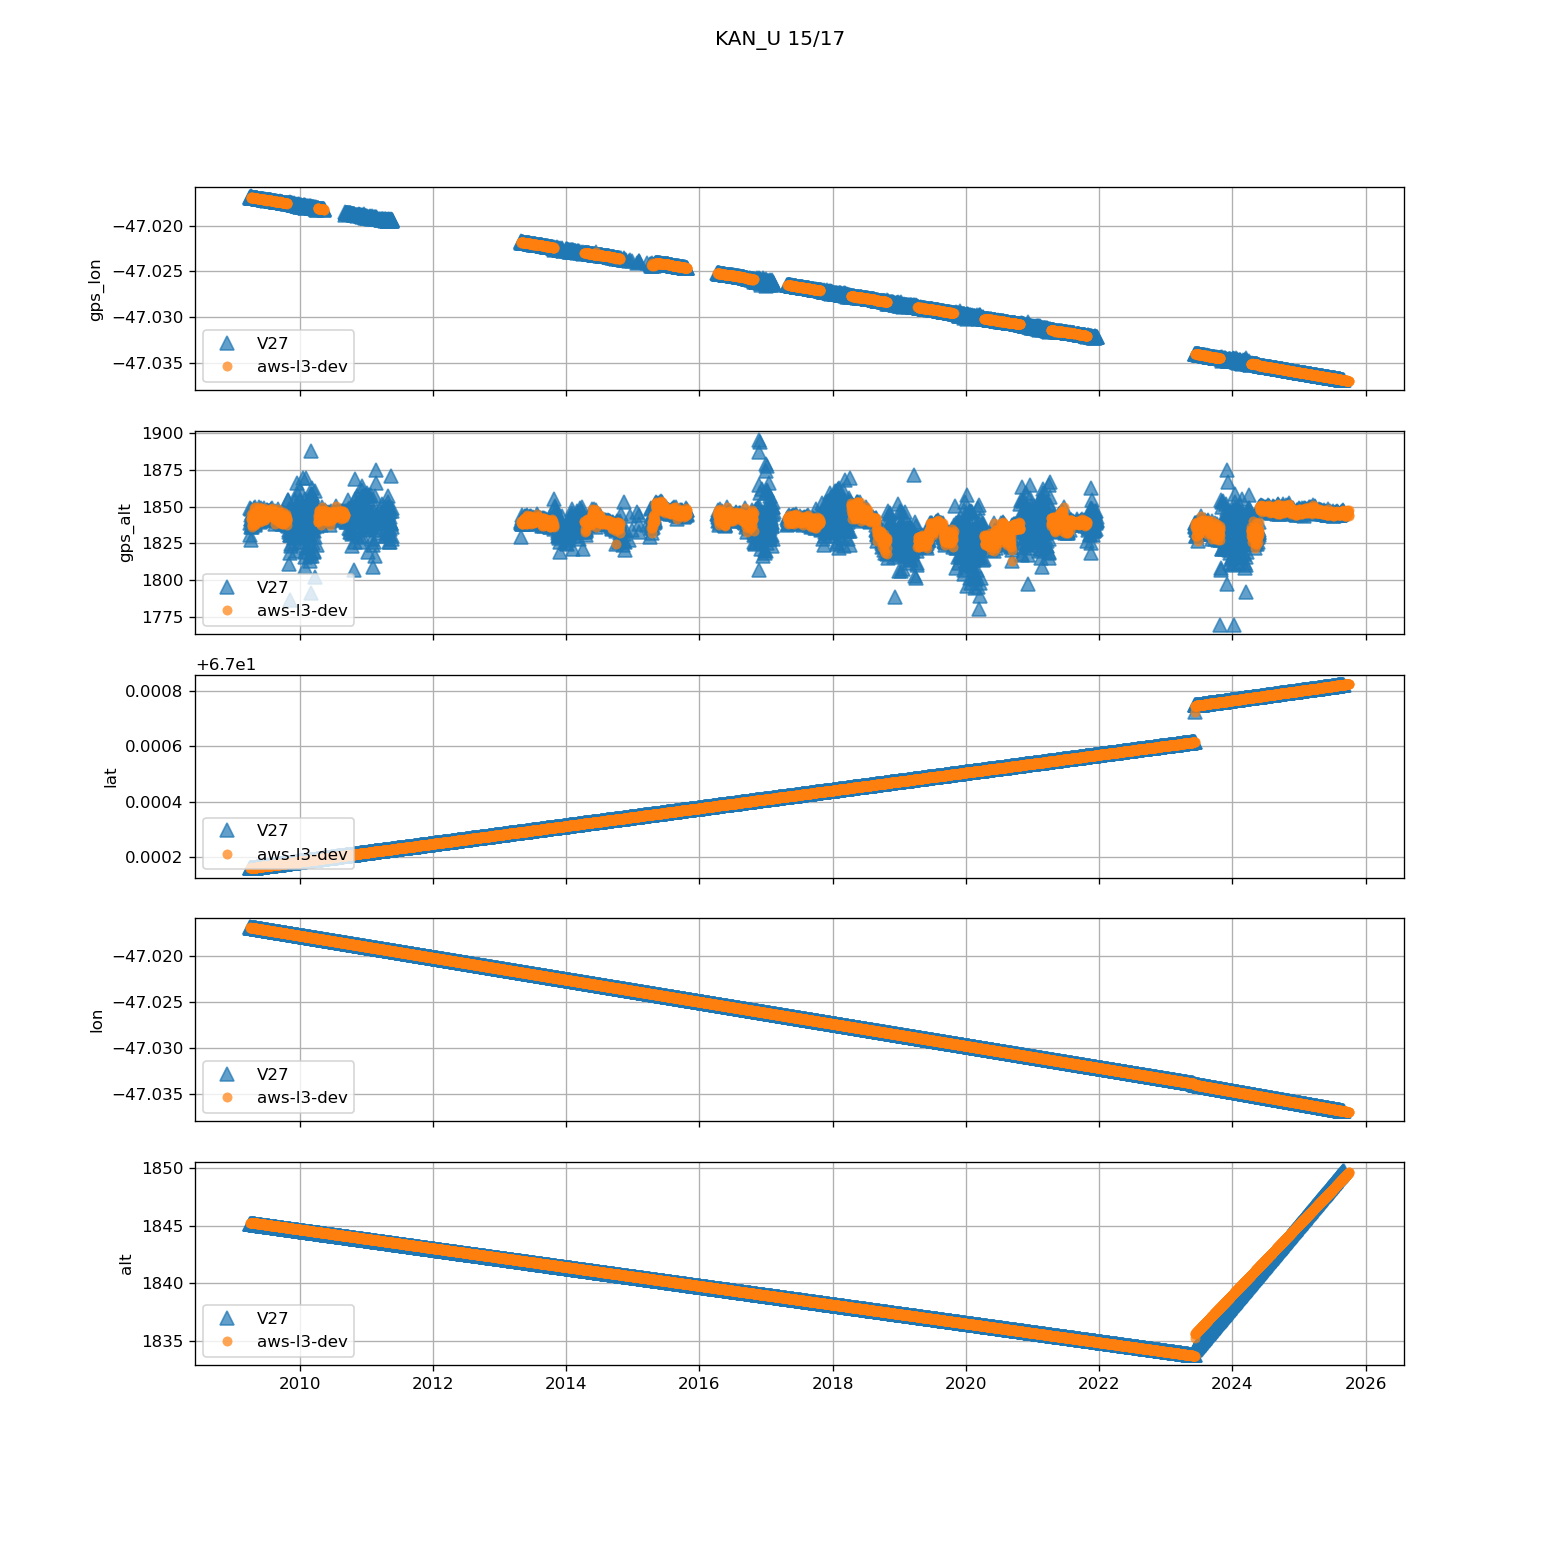 KAN_U 15/17
−47.020
−47.025
−47.030
−47.035
gps_lon
V27
aws-l3-dev
1900
1875
1850
1825
1800
1775
gps_alt
V27
aws-l3-dev
+6.7e1
0.0008
0.0006
0.0004
0.0002
lat
V27
aws-l3-dev
−47.020
−47.025
−47.030
−47.035
lon
V27
aws-l3-dev
1850
1845
1840
1835
alt
V27
aws-l3-dev
2010 2012 2014 2016 2018 2020 2022 2024 2026